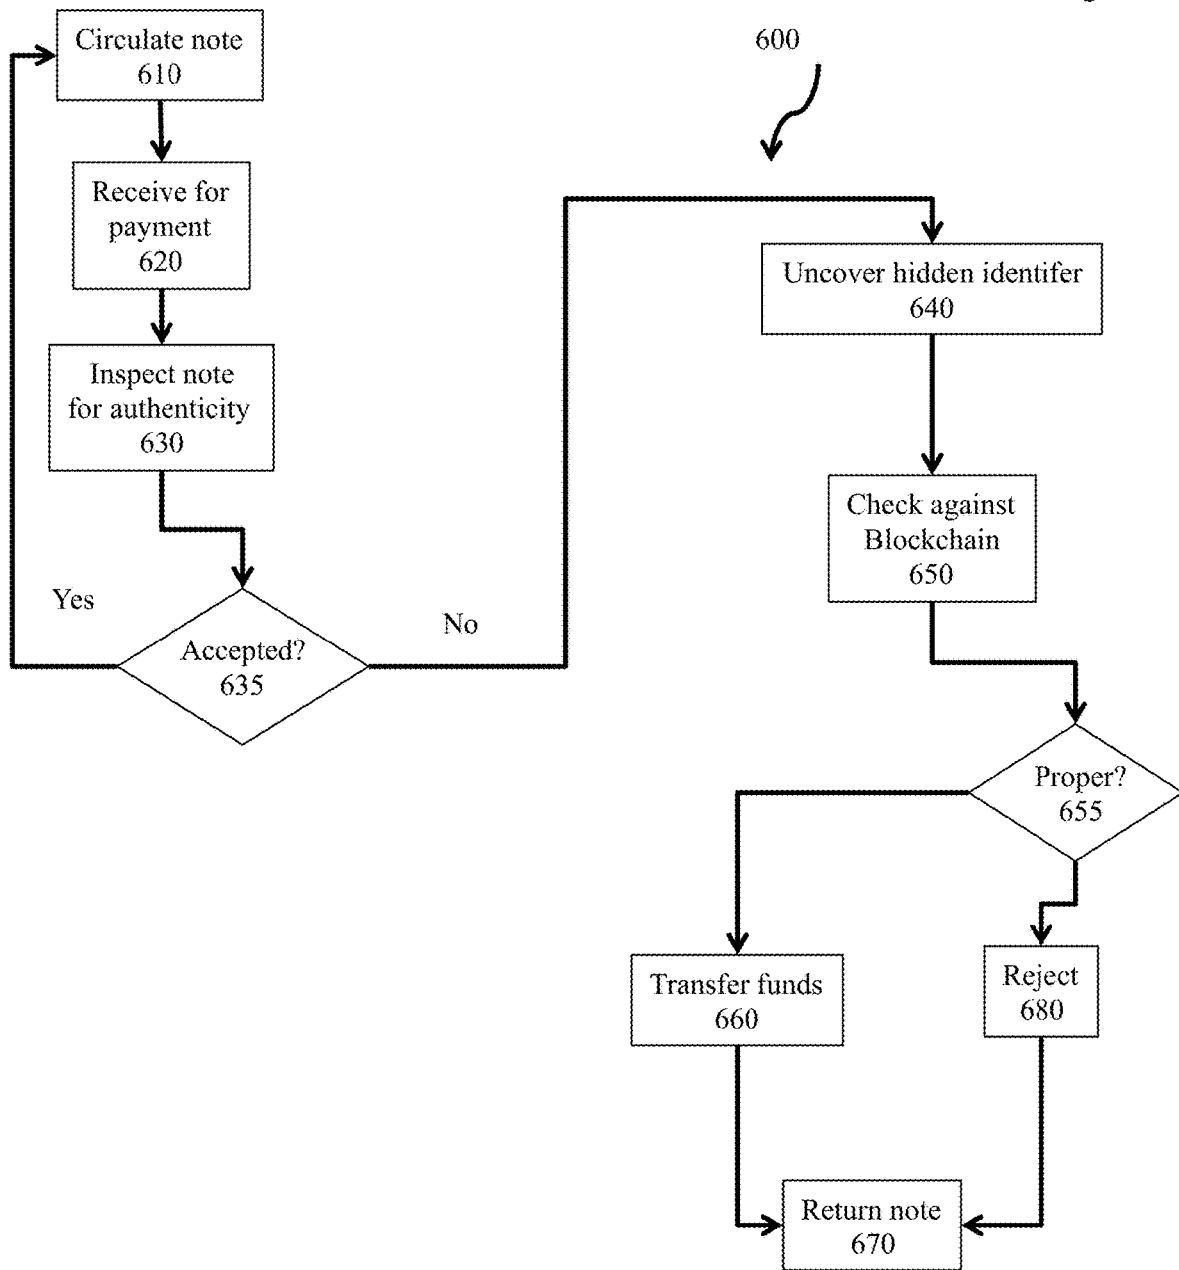 Circulate note
610
600
Receive for
payment
620
Uncover hidden identifer
640
Inspect note
for authenticity
630
Check against
Blockchain
650
Yes
No
Accepted?
635
Proper?
655
Transfer funds
660
Reject
680
Return note
670